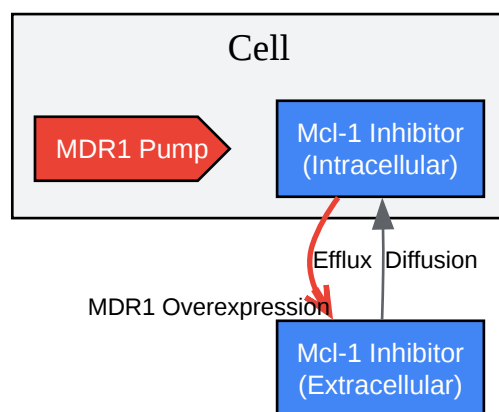 Cell
MDR1 Pump
Mcl-1 Inhibitor
(Intracellular)
Efflux
Diffusion
MDR1 Overexpression
Mcl-1 Inhibitor
(Extracellular)